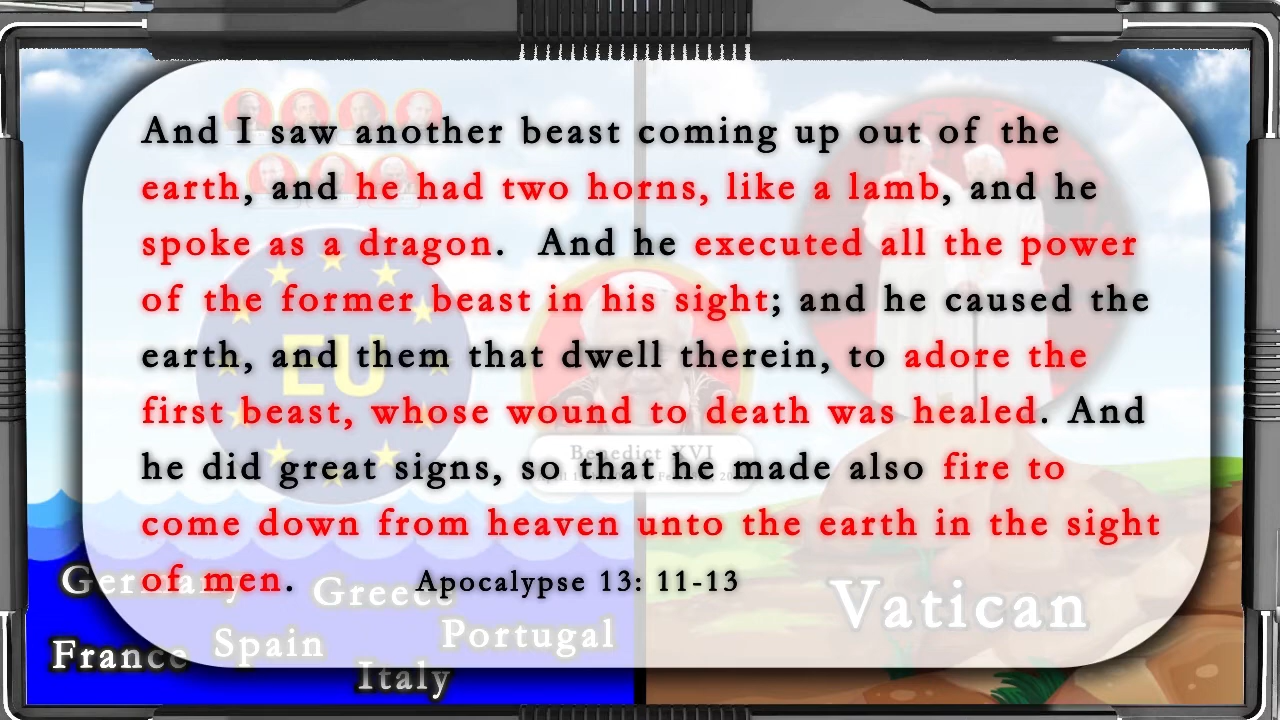 And I saw another beast coming up out of the
earth, and he had two horns, like a lamb, and he
spoke as a dragon.  And he executed all the power
of the former beast in his sight; and he caused the
earth, and them that dwell therein, to adore the
first beast, whose wound to death was healed. And
he did great signs, so that he made also fire to
come down from heaven unto the earth in the sight
of men. Apocalypse 13: 11-13
EU
Benedict XVI
Germany
Greece
France
Spain
Portugal
Italy
Vatican